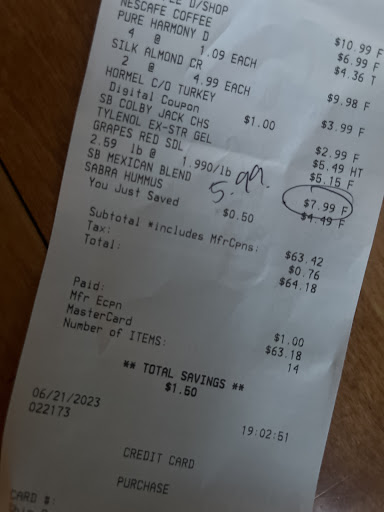 D/SHOP $10.99 F
NESCAFE COFFEE $6.99 F
PURE HARMONY D $4.36 T
4 @ 1.09 EACH
SILK ALMOND CR $9.98 F
2 @ 4.99 EACH
HORMEL C/O TURKEY $3.99 F
Digital Coupon $1.00
SB COLBY JACK CHS $2.99 F
TYLENOL EX-STR GEL $5.49 HT
GRAPES RED SDL $5.15 F
2.59 lb @ 1.990/lb
SB MEXICAN BLEND $7.99 F
5.99.
SABRA HUMMUS $4.49 F
You Just Saved $0.50
Subtotal *includes MfrCpns: $63.42
Tax: $0.76
Total: $64.18
Paid:
Mfr Ecpn $1.00
MasterCard $63.18
Number of ITEMS: 14
** TOTAL SAVINGS **
$1.50
06/21/2023 19:02:51
022173
CREDIT CARD
PURCHASE
CARD #: